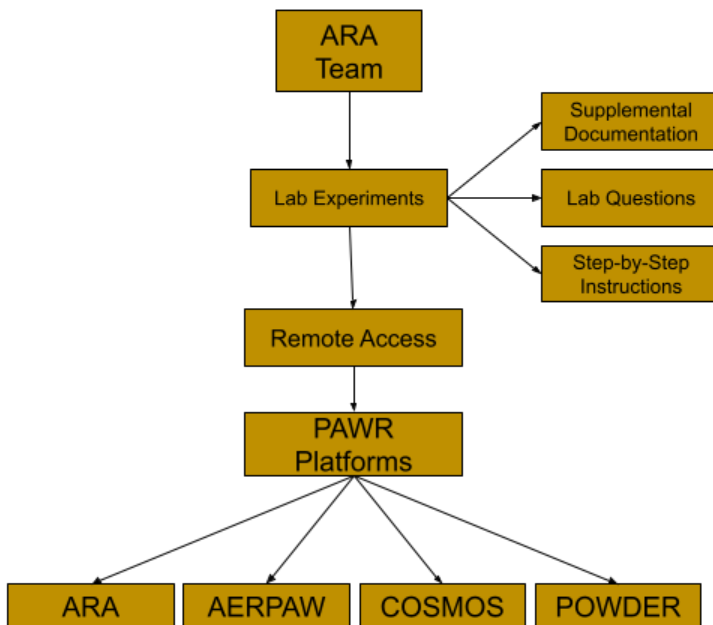 ARA
Team
Supplemental
Documentation
Lab Experiments
Lab Questions
Step-by-Step
Instructions
Remote Access
PAWR
Platforms
ARA
AERPAW
COSMOS
POWDER